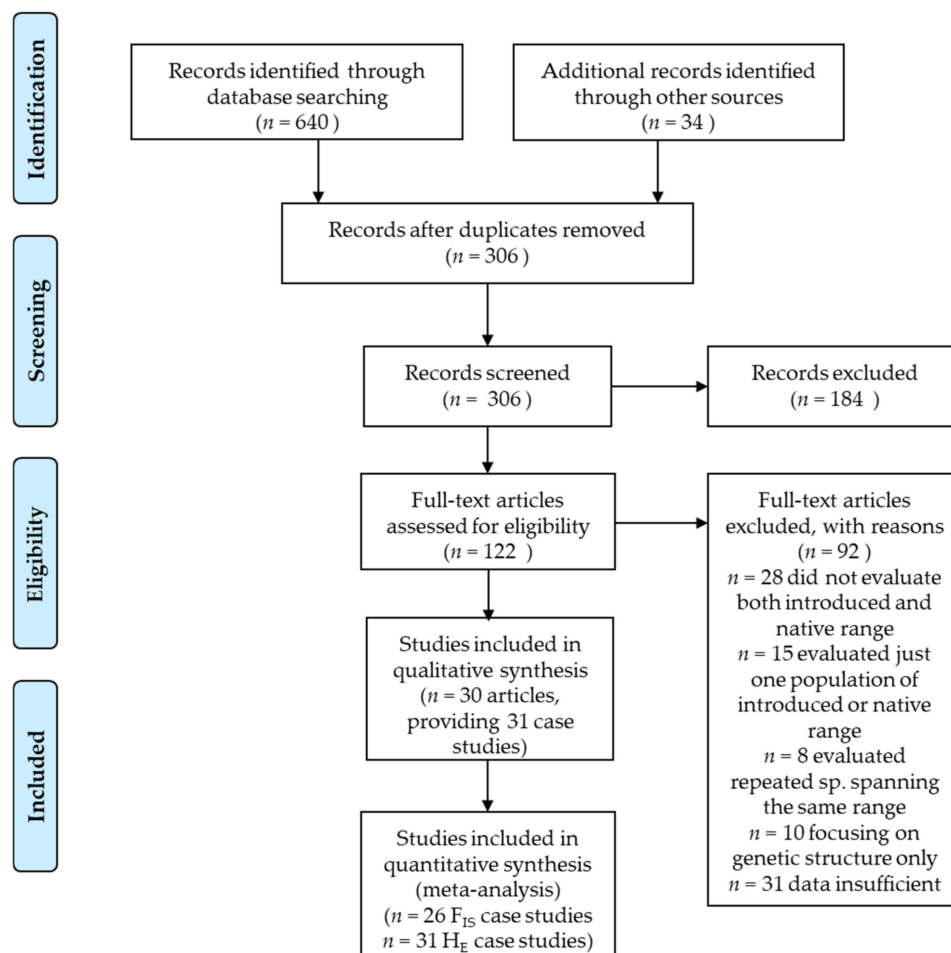 Identification
Records identified through
database searching
(n = 640 )
Additional records identified
through other sources
(n = 34 )
Records after duplicates removed
(n = 306 )
Screening
Records screened
(n = 306 )
Records excluded
(n = 184 )
Eligibility
Full-text articles
assessed for eligibility
(n = 122 )
Full-text articles
excluded, with reasons
(n = 92 )
n = 28 did not evaluate
both introduced and
native range
n = 15 evaluated just
one population of
introduced or native
range
n = 8 evaluated
repeated sp. spanning
the same range
n = 10 focusing on
genetic structure only
n = 31 data insufficient
Studies included in
qualitative synthesis
(n = 30 articles,
providing 31 case
studies)
Included
Studies included in
quantitative synthesis
(meta-analysis)
(n = 26 FIS case studies
n = 31 HE case studies)